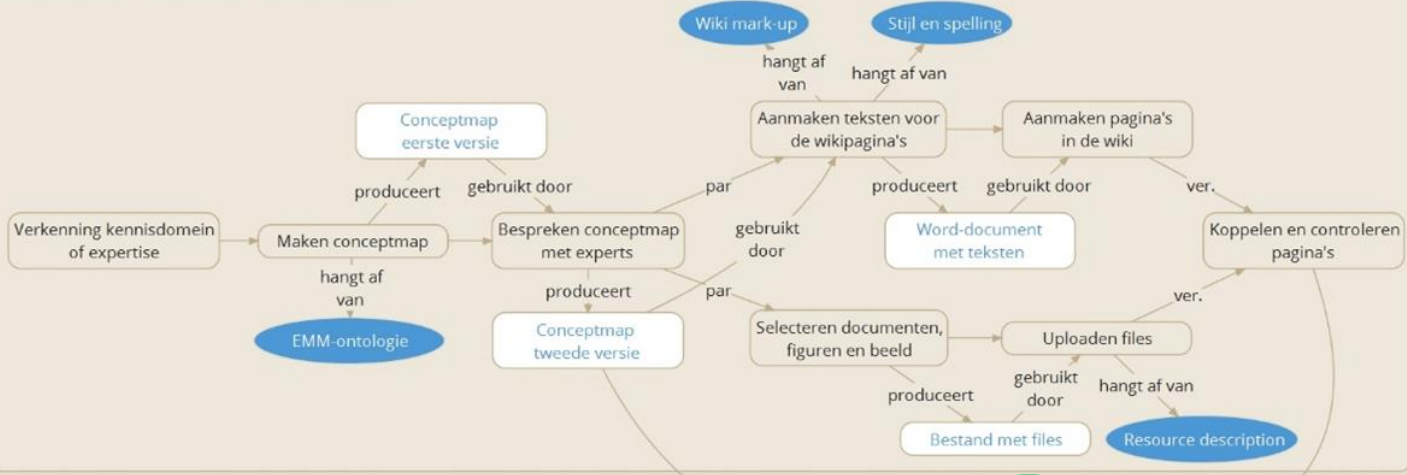 Wiki mark-up
Stijl en spelling
hangt af
van
hangt af van
Conceptmap
eerste versie
Aanmaken teksten voor
de wikipagina's
Aanmaken pagina's
in de wiki
produceert
gebruikt door
par
produceert
gebruikt door
ver.
Verkenning kennisdomein
of expertise
Maken conceptmap
Bespreken conceptmap
met experts
gebruikt
door
Word-document
met teksten
Koppelen en controleren
pagina's
hangt af
van
produceert
par
ver.
EMM-ontologie
Conceptmap
tweede versie
Selecteren documenten,
figuren en beeld
Uploaden files
produceert
gebruikt
door
hangt af van
Bestand met files
Resource description